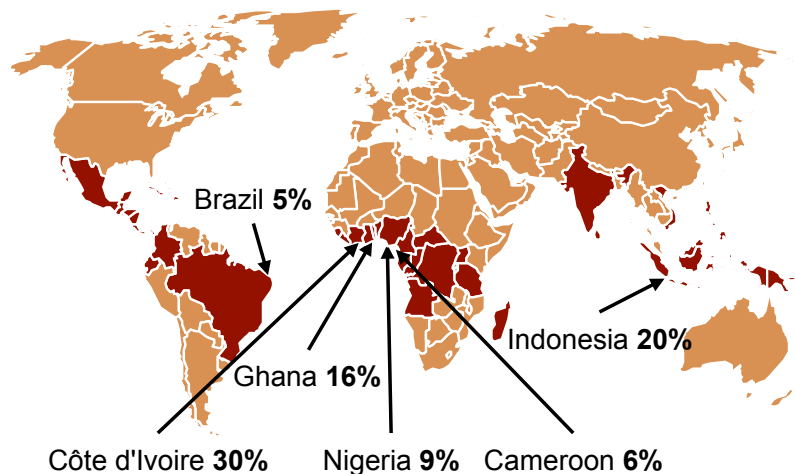 Brazil 5%
Indonesia 20%
Ghana 16%
Côte d'Ivoire 30%
Nigeria 9%
Cameroon 6%